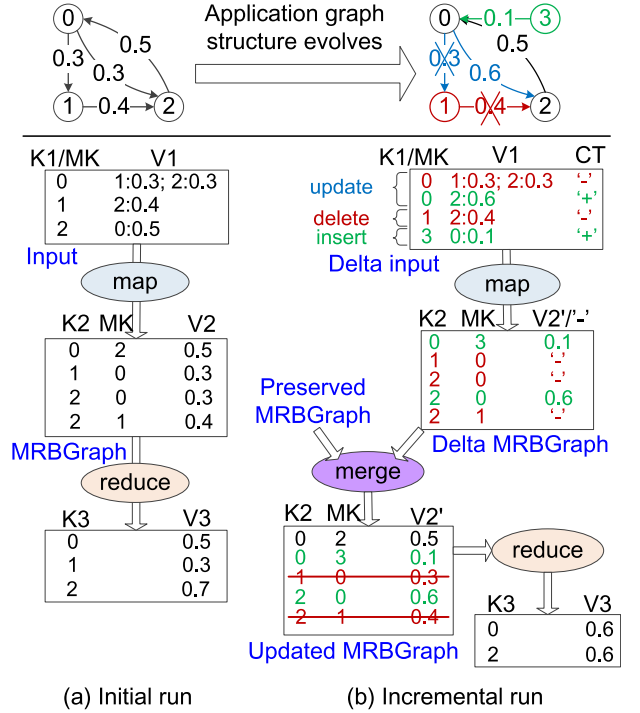 Application graph
structure evolves
0
0.3
0.3
0.5
1
0.4
2
0
0.1
3
0.3
0.6
0.5
1
0.4
2
K1/MK V1
0 1:0.3; 2:0.3
1 2:0.4
2 0:0.5
Input
map
K2 MK V2
0 2 0.5
1 0 0.3
2 0 0.3
2 1 0.4
MRBGraph
reduce
K3 V3
0 0.5
1 0.3
2 0.7
(a) Initial run
K1/MK V1 CT
update
0 1:0.3; 2:0.3 ‘-’
0 2:0.6 ‘+’
delete 1 2:0.4 ‘-’
insert 3 0:0.1 ‘+’
Delta input
map
K2 MK V2'/‘-’
0 3 0.1
1 0 ‘-’
2 0 ‘-’
2 0 0.6
2 1 ‘-’
Preserved
MRBGraph
Delta MRBGraph
merge
K2 MK V2'
0 2 0.5
0 3 0.1
1 0 0.3
2 0 0.6
2 1 0.4
Updated MRBGraph
reduce
K3 V3
0 0.6
2 0.6
(b) Incremental run